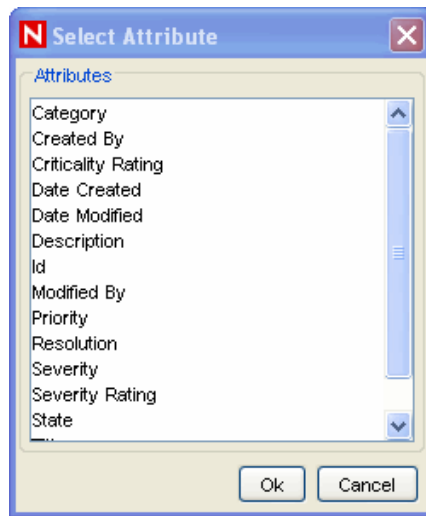 N Select Attribute
Attributes
Category
Created By
Criticality Rating
Date Created
Date Modified
Description
Id
Modified By
Priority
Resolution
Severity
Severity Rating
State
Ok Cancel